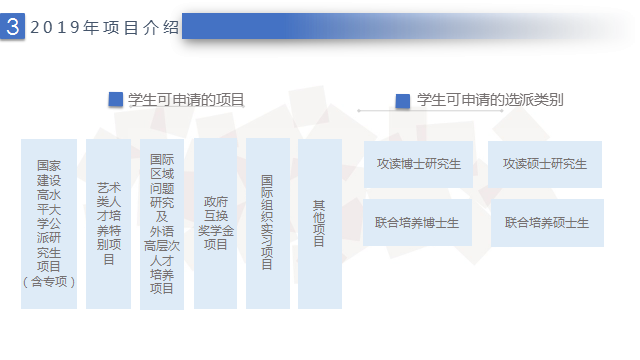 3 2019年项目介绍
学生可申请的项目
学生可申请的选派类别
国家
建设
高水
平大
学公
派研
究生
项目
（含专项）
艺术
类人
才培
养特
别项
目
国际
区域
问题
研究
及
外语
高层次
人才
培养
项目
政府
互换
奖学金
项目
国际组织实习项目
其他项目
攻读博士研究生
攻读硕士研究生
联合培养博士生
联合培养硕士生